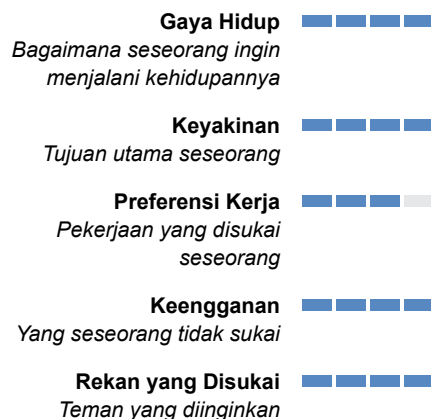 Gaya Hidup
Bagaimana seseorang ingin
menjalani kehidupannya
Keyakinan
Tujuan utama seseorang
Preferensi Kerja
Pekerjaan yang disukai
seseorang
Keengganan
Yang seseorang tidak sukai
Rekan yang Disukai
Teman yang diinginkan